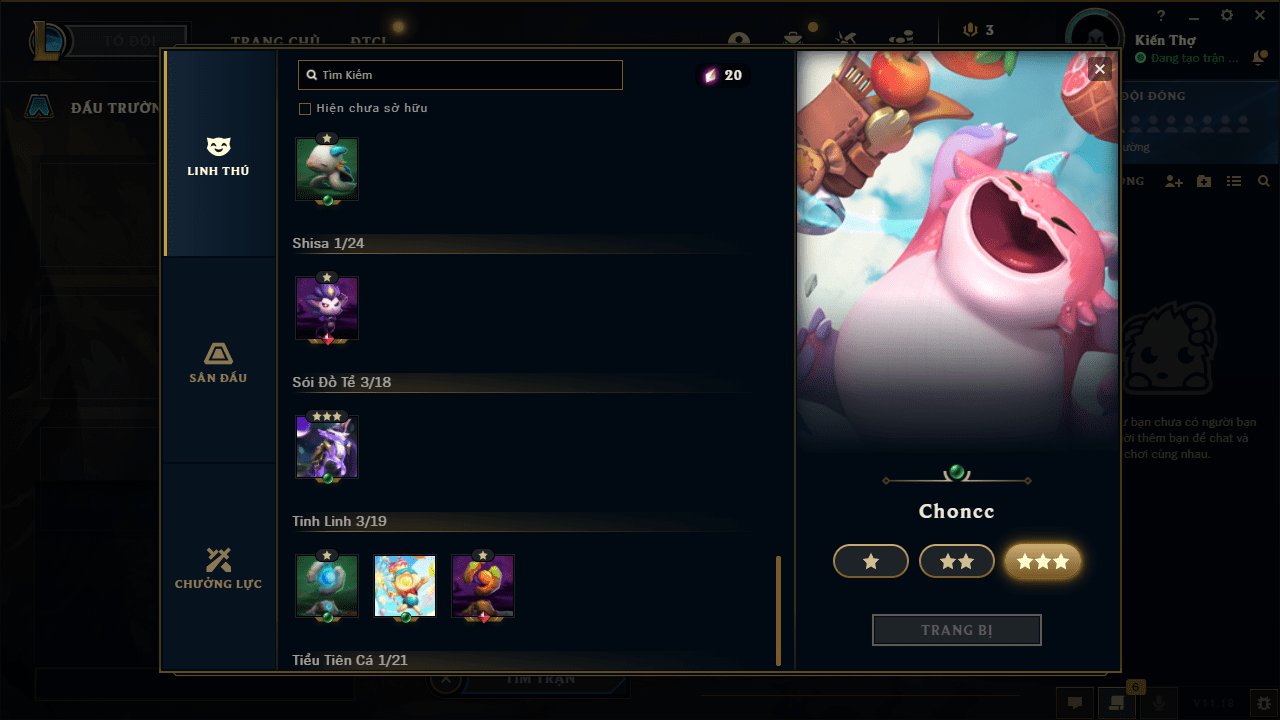 TỔ ĐỘI
TRANG CHỦ
ĐTCL
3
?
Kiến Thợ
Đang tạo trận ...
ĐẤU TRƯỜN
LINH THÚ
SÂN ĐẤU
CHƯỞNG LỰC
Tìm Kiếm
20
Hiện chưa sở hữu
Shisa 1/24
Sói Đồ Tể 3/18
Tinh Linh 3/19
Tiểu Tiên Cá 1/21
Choncc
TRANG BỊ
ĐỘI ĐÔNG
ường
NG
ư bạn chưa có người bạn
ời thêm bạn để chat và
chơi cùng nhau.
TÌM TRẬN
6
V11.18